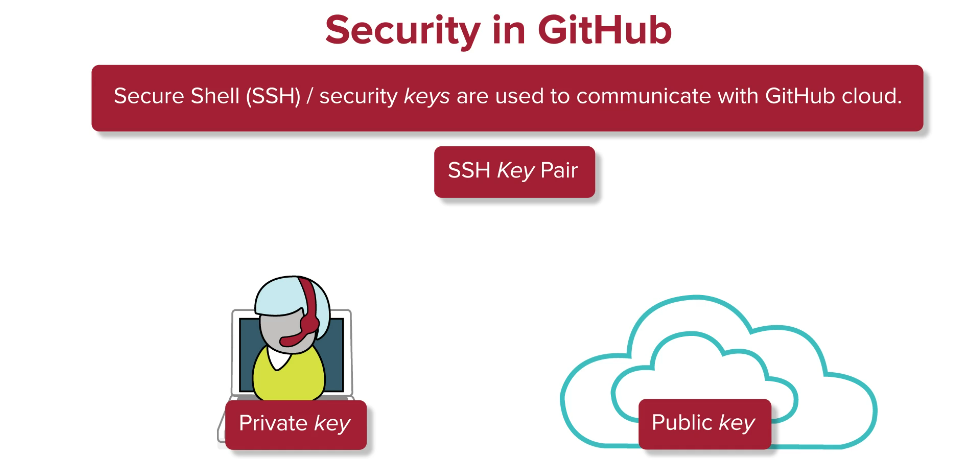 Security in GitHub
Secure Shell (SSH) / security keys are used to communicate with GitHub cloud.
SSH Key Pair
Private key
Public key